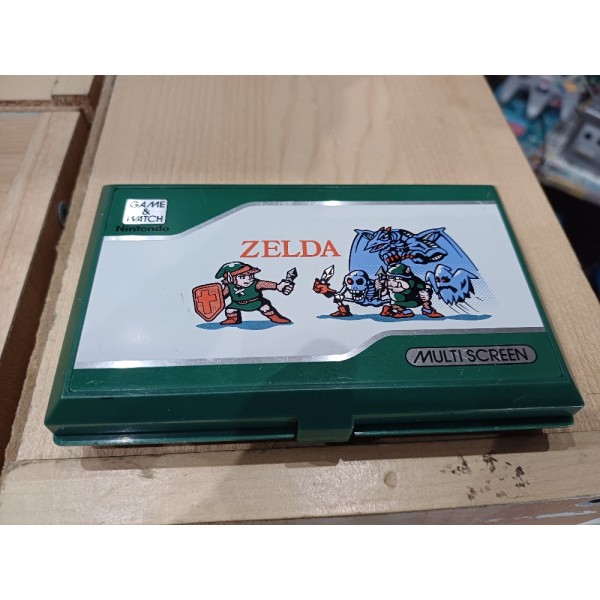 GAME
&
WATCH
Nintendo
ZELDA
MULTI SCREEN